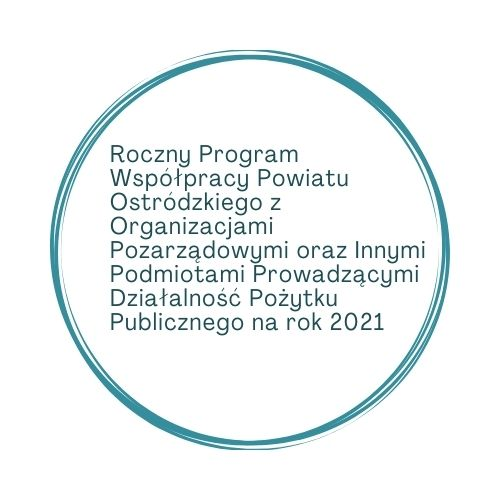 Roczny Program
Współpracy Powiatu
Ostródzkiego z
Organizacjami
Pozarządowymi oraz Innymi
Podmiotami Prowadzącymi
Działalność Pożytku
Publicznego na rok 2021